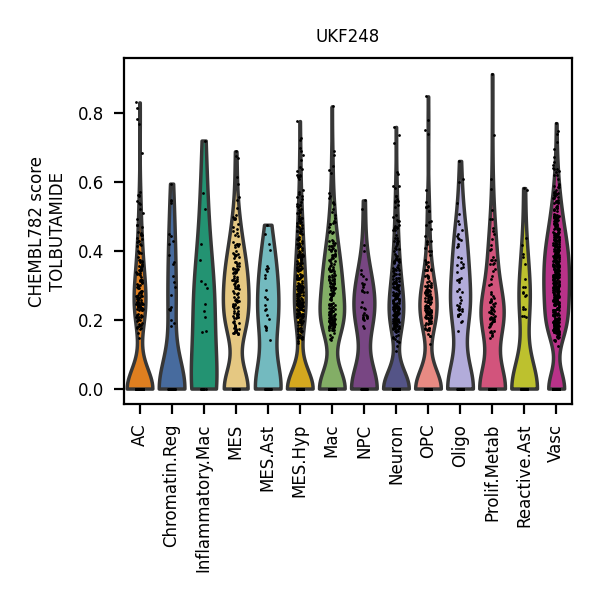 UKF248
CHEMBL782 score
TOLBUTAMIDE
0.8
0.6
0.4
0.2
0.0
AC
Chromatin.Reg
Inflammatory.Mac
MES
MES.Ast
MES.Hyp
Mac
NPC
Neuron
OPC
Oligo
Prolif.Metab
Reactive.Ast
Vasc